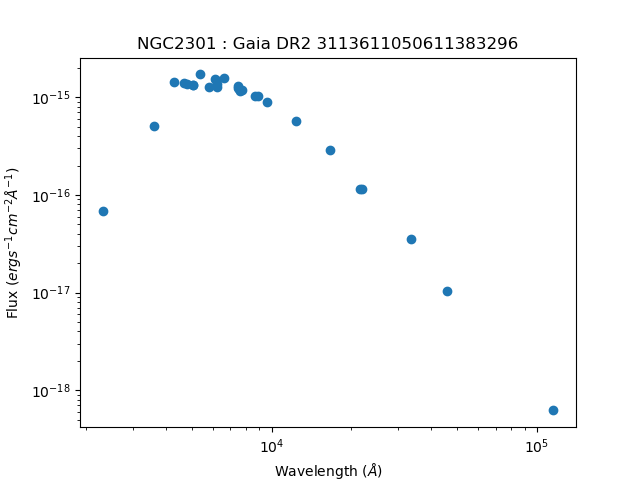 NGC2301 : Gaia DR2 3113611050611383296
Flux (ergs⁻¹cm⁻²Å⁻¹)
10⁻¹⁵
10⁻¹⁶
10⁻¹⁷
10⁻¹⁸
10⁴
10⁵
Wavelength (Å)